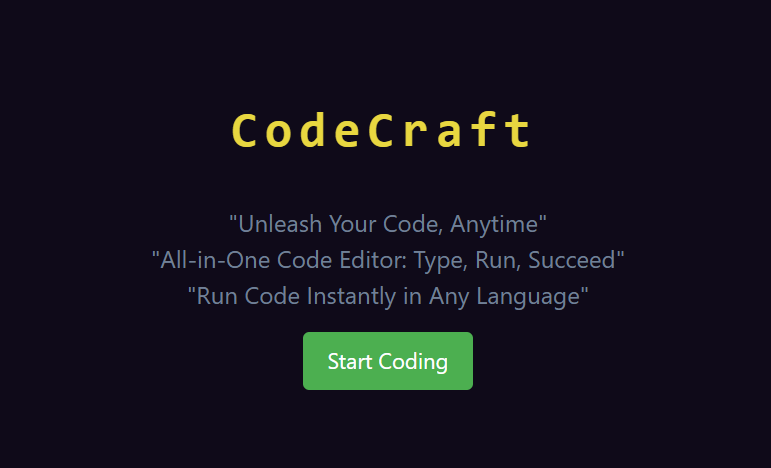 CodeCraft
"Unleash Your Code, Anytime"
"All-in-One Code Editor: Type, Run, Succeed"
"Run Code Instantly in Any Language"
Start Coding